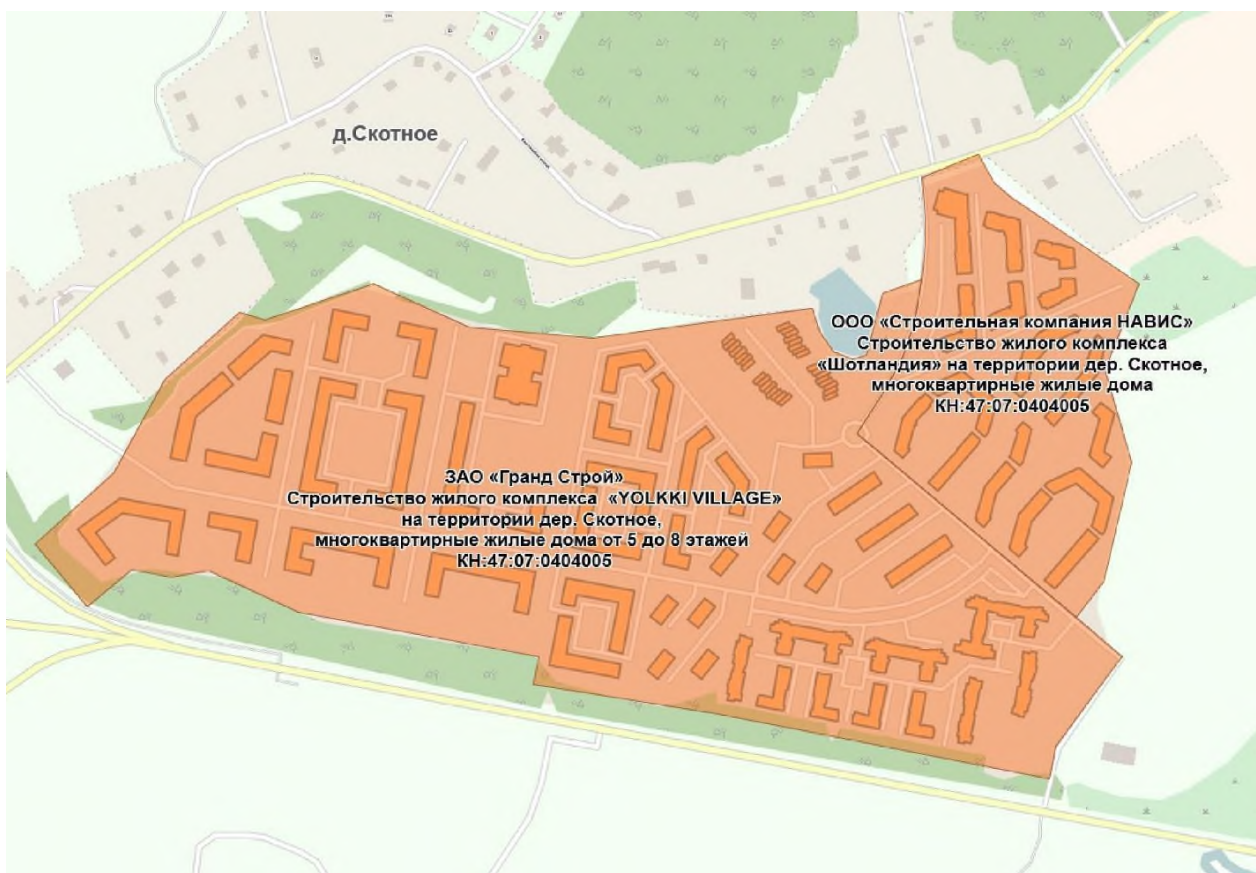 д.Скотное
ООО «Строительная компания НАВИС»
Строительство жилого комплекса
«Шотландия» на территории дер. Скотное,
многоквартирные жилые дома
КН:47:07:0404005
ЗАО «Гранд Строй»
Строительство жилого комплекса «YOLKKI VILLAGE»
на территории дер. Скотное,
многоквартирные жилые дома от 5 до 8 этажей
КН:47:07:0404005